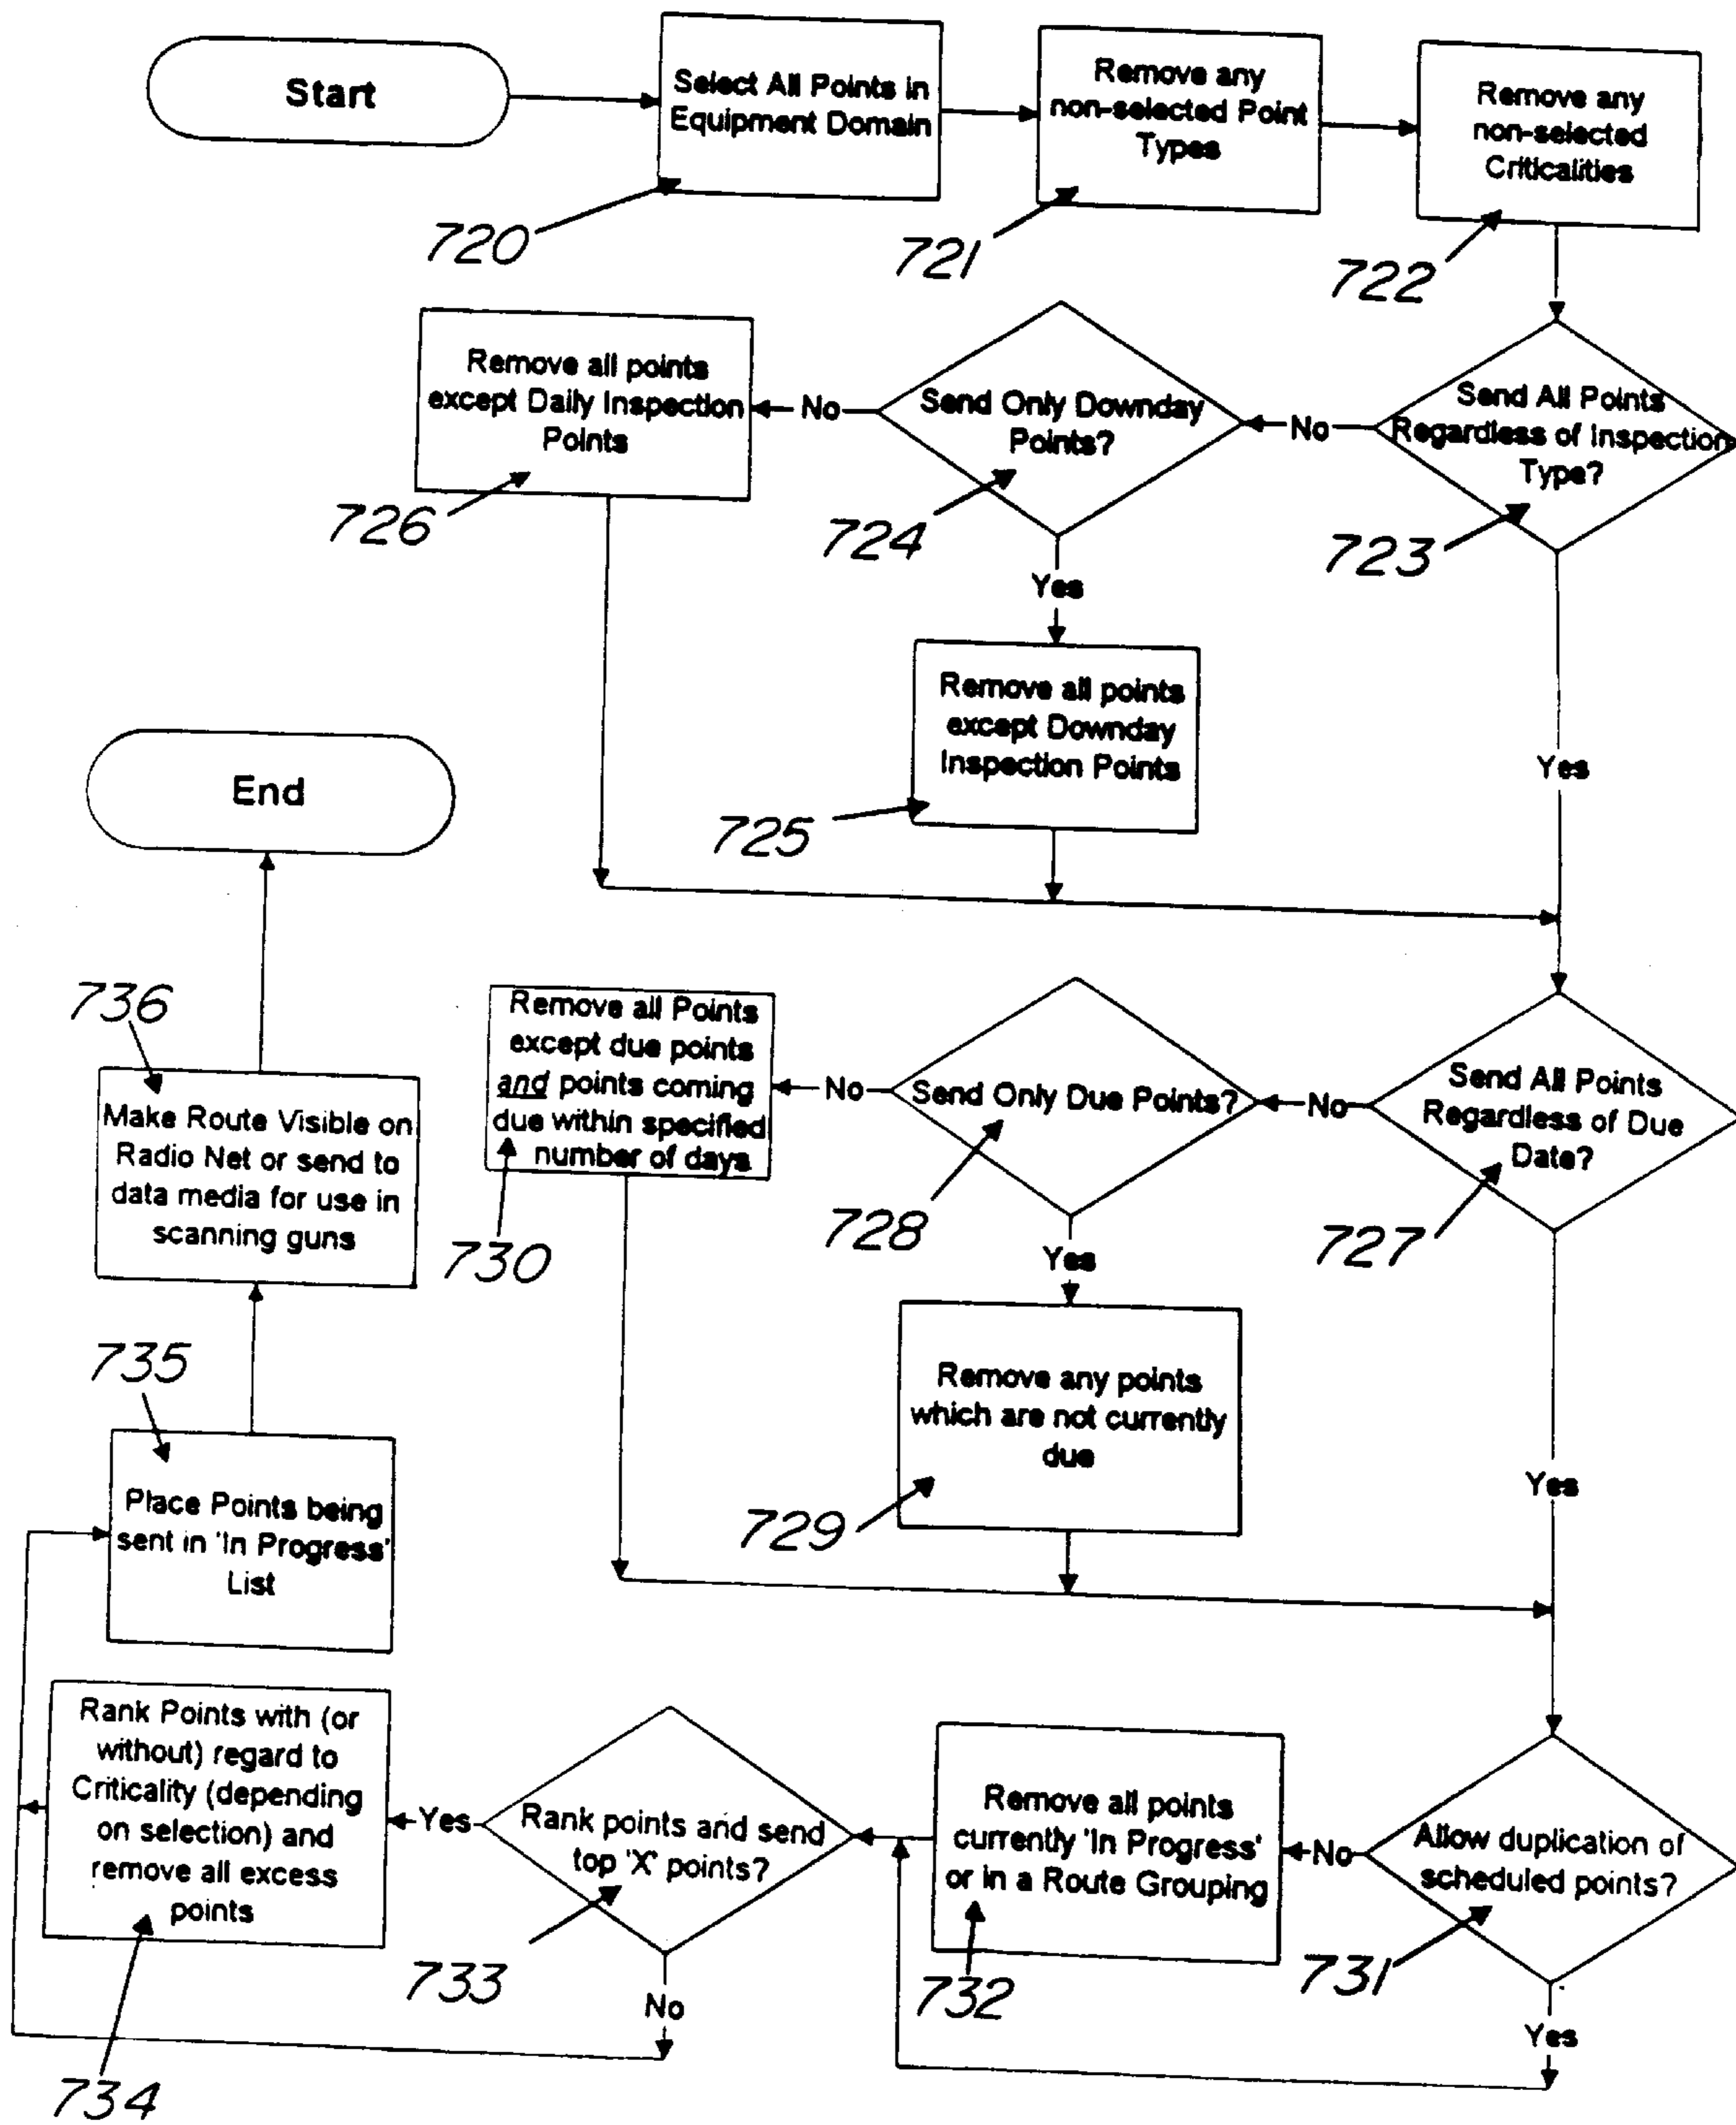 Start
Select All Points in
Equipment Domain
Remove any
non-selected Point
Types
Remove any
non-selected
Criticalities
720
721
722
Remove all points
except Daily Inspection
Points
No
Send Only Downday
Points?
No
Send All Points
Regardless of Inspection
Type?
726
724
723
Yes
Remove all points
except Downday
Inspection Points
Yes
725
End
736
Remove all Points
except due points
and points coming
due within specified
number of days
No
Send Only Due Points?
No
Send All Points
Regardless of Due
Date?
Make Route Visible on
Radio Net or send to
data media for use in
scanning guns
730
728
727
Yes
735
Remove any points
which are not currently
due
Yes
Place Points being
sent in 'In Progress'
List
729
Rank Points with (or
without) regard to
Criticality (depending
on selection) and
remove all excess
points
Yes
Rank points and send
top 'X' points?
Remove all points
currently 'In Progress'
or in a Route Grouping
No
Allow duplication of
scheduled points?
733
732
731
No
Yes
734